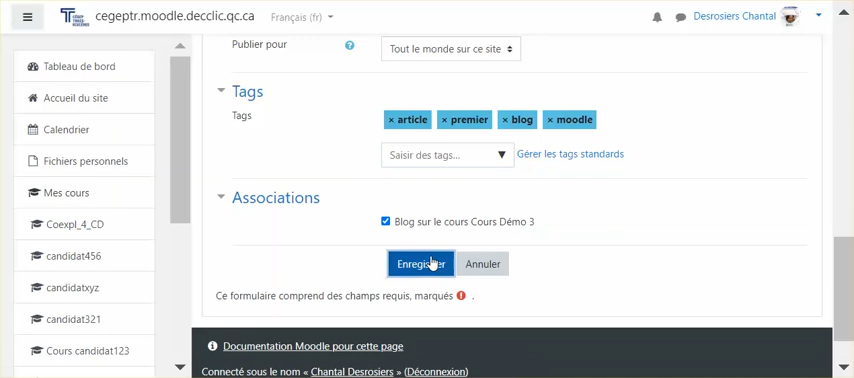 cegeptr.moodle.decclic.qc.ca
Français (fr)
Desrosiers Chantal
Tableau de bord
Accueil du site
Calendrier
Fichiers personnels
Mes cours
Coexpl_4_CD
candidat456
candidatxyz
candidat321
Cours candidat123
Publier pour
Tout le monde sur ce site
Tags
Tags
× article
× premier
× blog
× moodle
Saisir des tags...
Gérer les tags standards
Associations
Blog sur le cours Cours Démo 3
Enregistrer
Annuler
Ce formulaire comprend des champs requis, marqués .
Documentation Moodle pour cette page
Connecté sous le nom « Chantal Desrosiers » (Déconnexion)